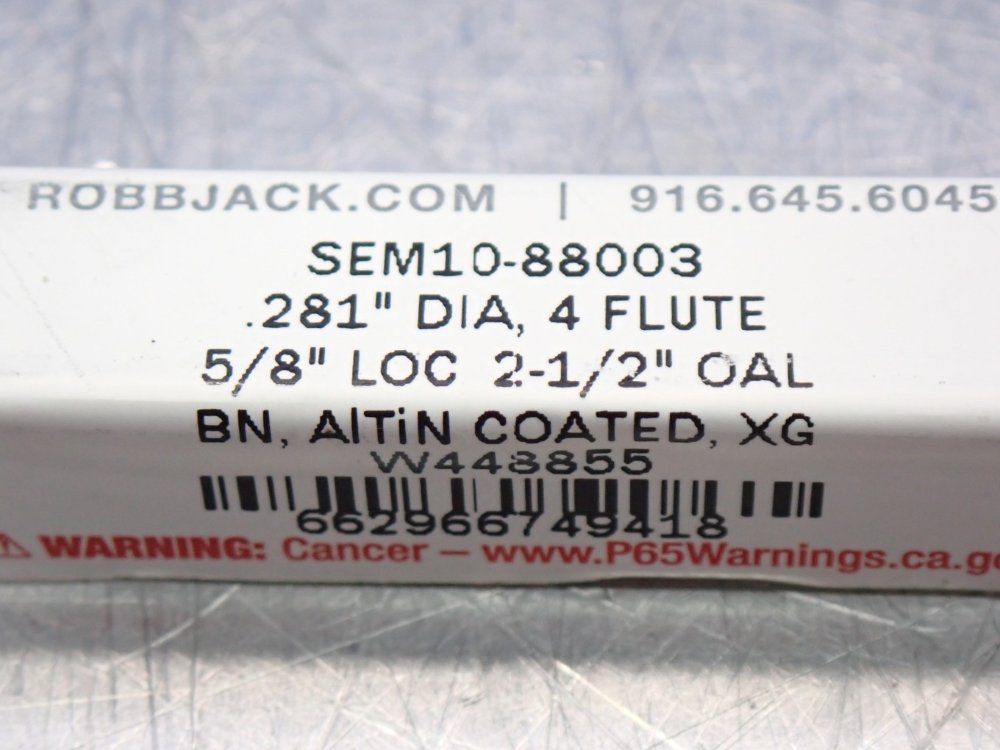 ROBBJACK.COM | 916.645.6045
SEM10-88003
.281" DIA, 4 FLUTE
5/8" LOC 2-1/2" OAL
BN, AlTiN COATED, XG
W448855
662966749418
WARNING: Cancer – www.P65Warnings.ca.go